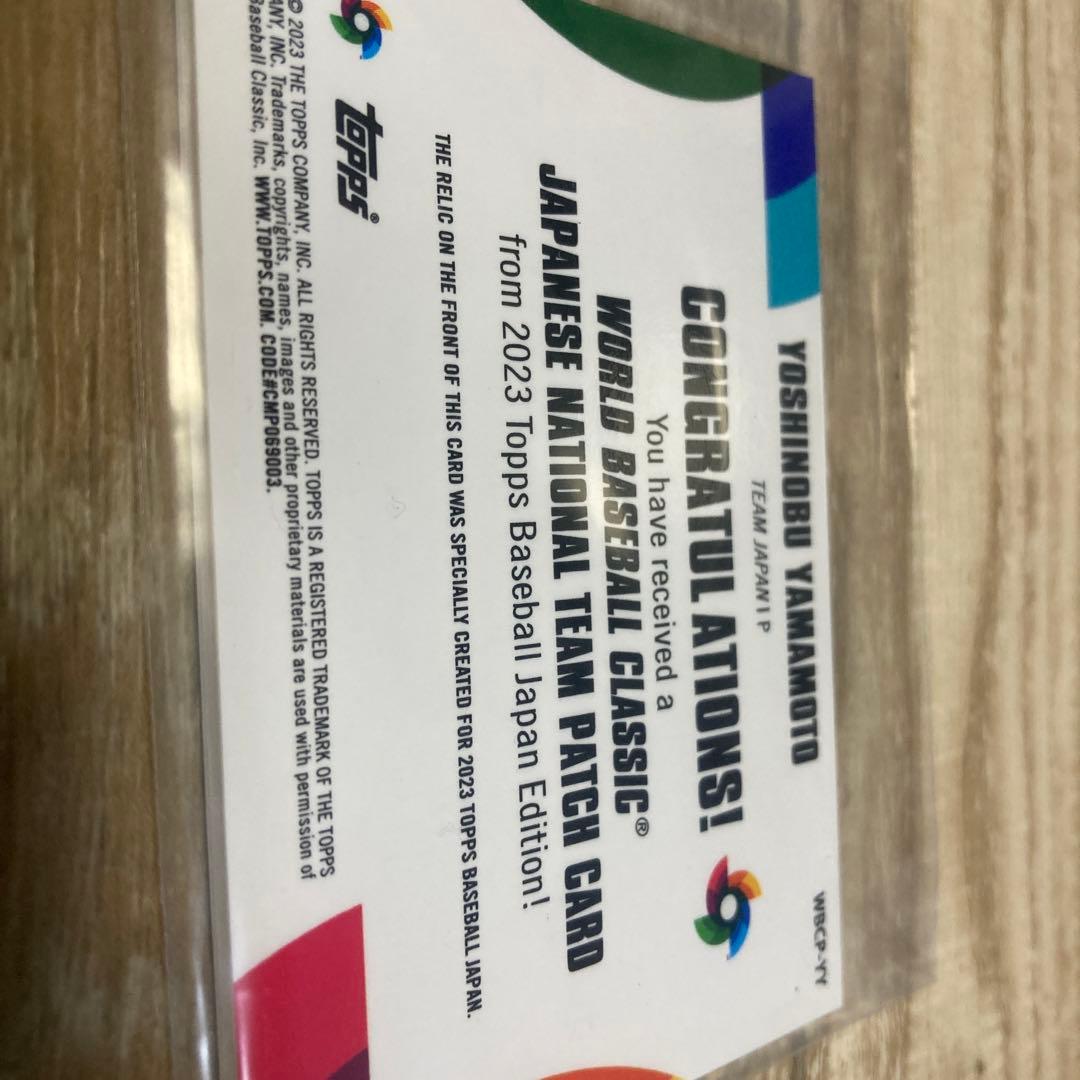 WBCP-YY
YOSHINOBU YAMAMOTO
TEAM JAPAN | P
CONGRATULATIONS!
You have received a
WORLD BASEBALL CLASSIC®
JAPANESE NATIONAL TEAM PATCH CARD
from 2023 Topps Baseball Japan Edition!
THE RELIC ON THE FRONT OF THIS CARD WAS SPECIALLY CREATED FOR 2023 TOPPS BASEBALL JAPAN.
topps®
© 2023 THE TOPPS COMPANY, INC. ALL RIGHTS RESERVED. TOPPS IS A REGISTERED TRADEMARK OF THE TOPPS
INC. Trademarks, copyrights, names, images and other proprietary materials are used with permission of
Baseball Classic, Inc. WWW.TOPPS.COM. CODE#CMP069003.